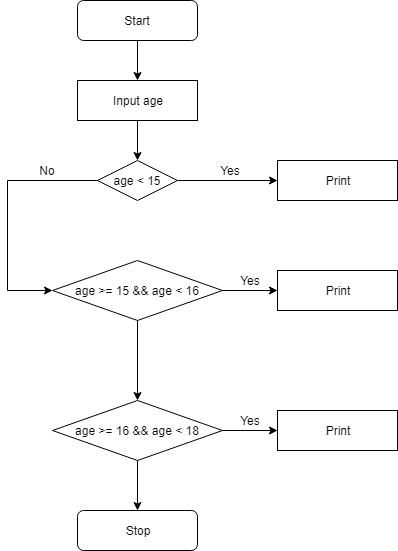 Start
Input age
No
Yes
age < 15
Print
Yes
age >= 15 && age < 16
Print
Yes
age >= 16 && age < 18
Print
Stop